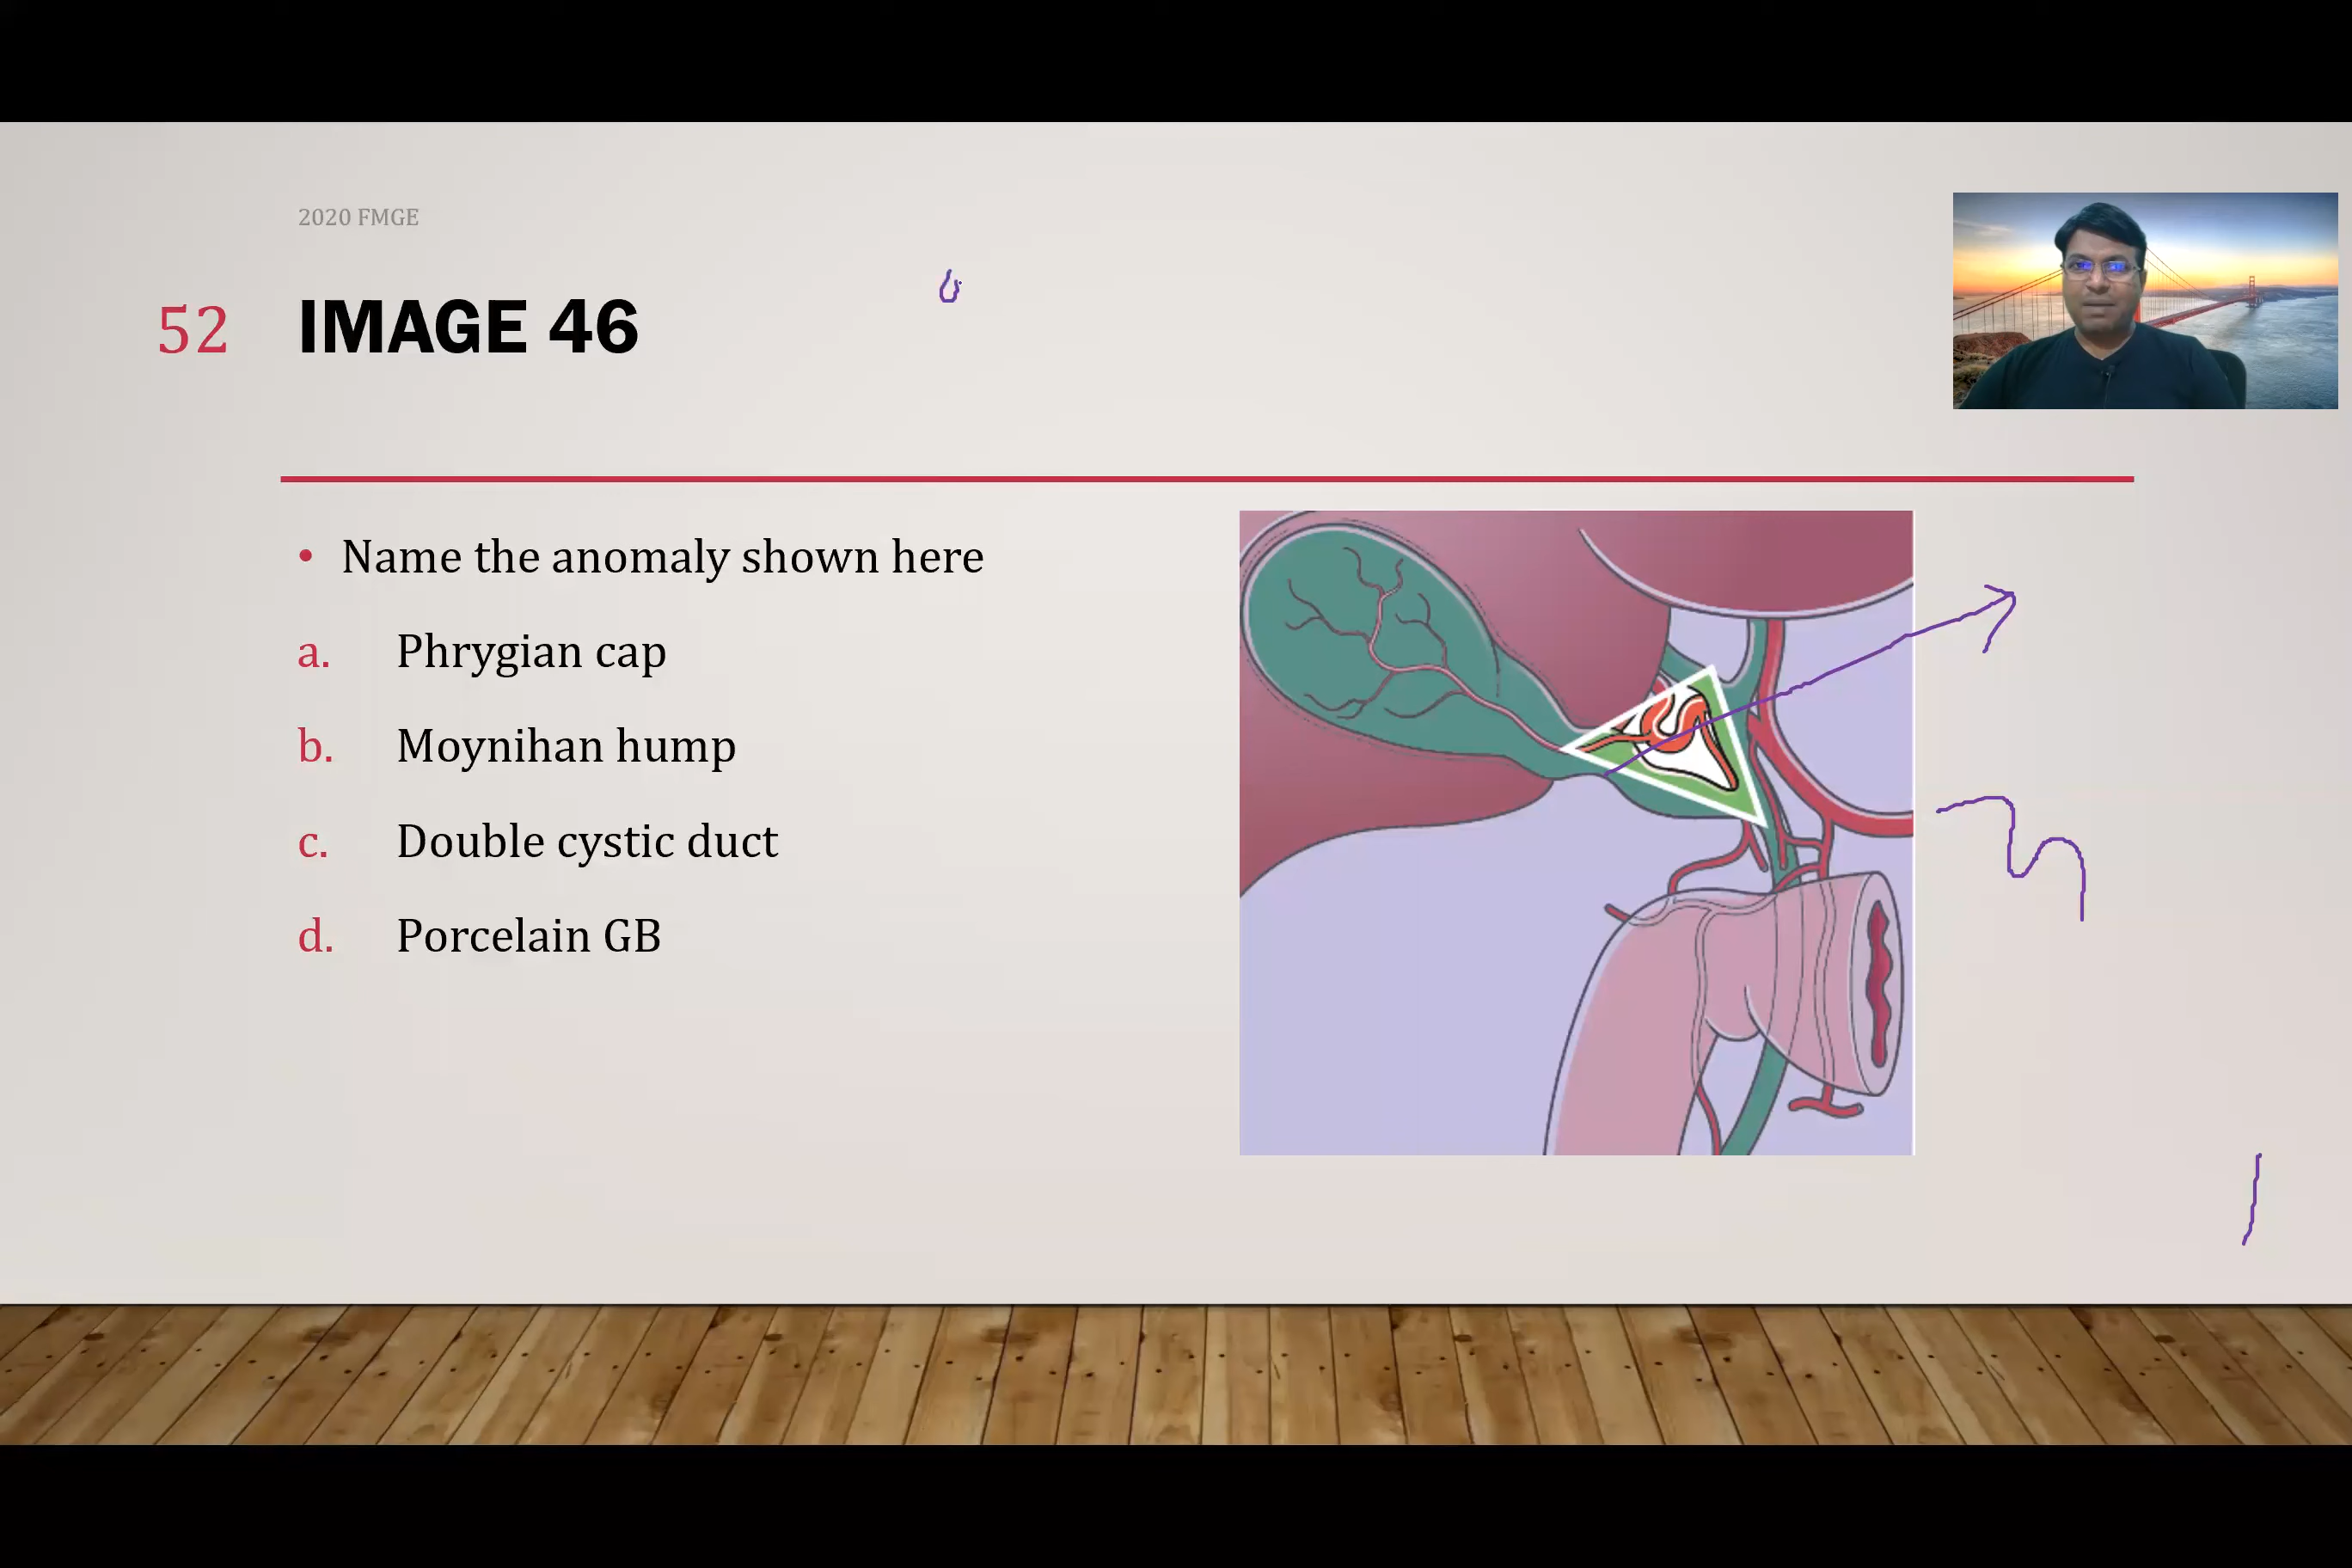 2020 FMGE
52 IMAGE 46
• Name the anomaly shown here
a. Phrygian cap
b. Moynihan hump
c. Double cystic duct
d. Porcelain GB